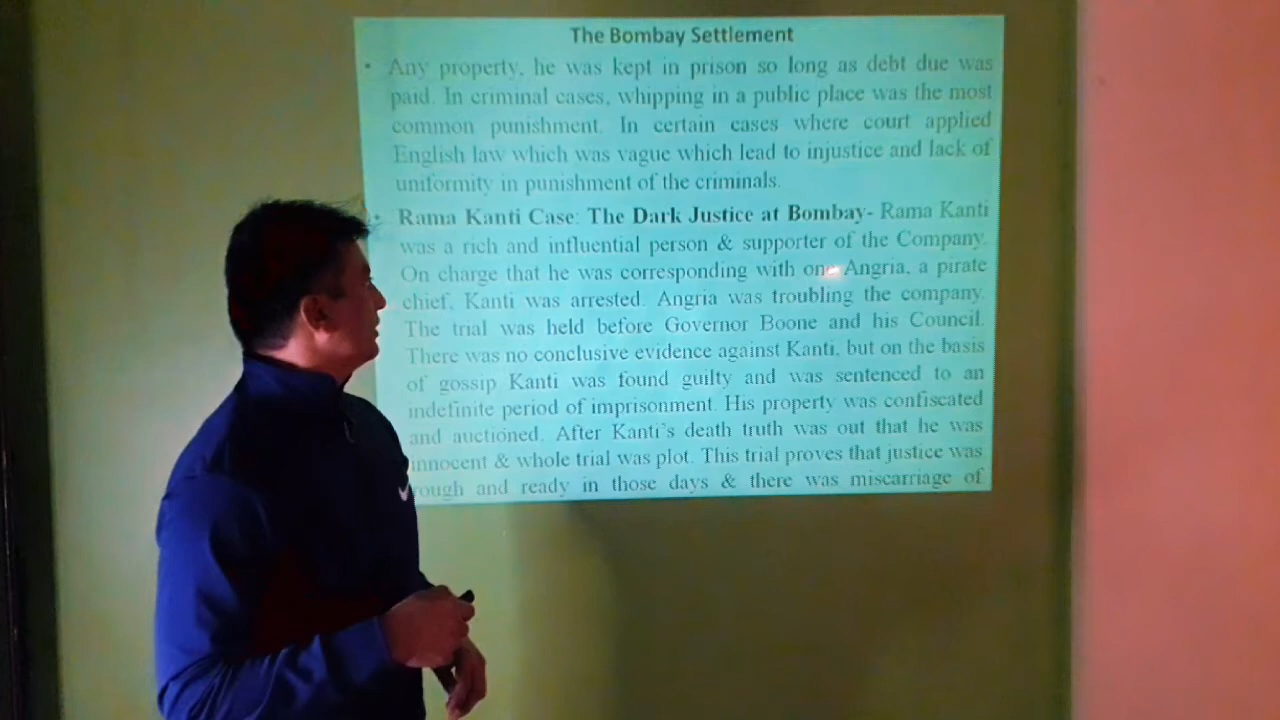 The Bombay Settlement
• Any property, he was kept in prison so long as debt due was
paid. In criminal cases, whipping in a public place was the most
common punishment. In certain cases where court applied
English law which was vague which lead to injustice and lack of
uniformity in punishment of the criminals.
• Rama Kanti Case: The Dark Justice at Bombay- Rama Kanti
was a rich and influential person & supporter of the Company.
On charge that he was corresponding with one Angria, a pirate
chief, Kanti was arrested. Angria was troubling the company.
The trial was held before Governor Boone and his Council.
There was no conclusive evidence against Kanti, but on the basis
of gossip Kanti was found guilty and was sentenced to an
indefinite period of imprisonment. His property was confiscated
and auctioned. After Kanti's death truth was out that he was
innocent & whole trial was plot. This trial proves that justice was
rough and ready in those days & there was miscarriage of